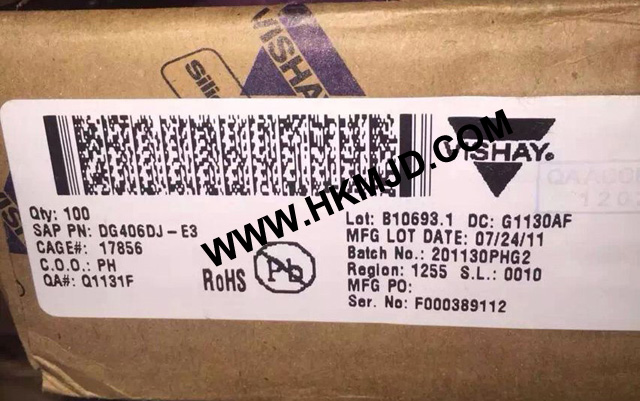 VISHAY
Silic
VISHAY.
WWW.HKMJD.COM
Qty: 100
SAP PN: DG406DJ-E3
CAGE#: 17856
C.O.O.: PH
QA#: Q1131F
RoHS
Pb
Lot: B10693.1 DC: G1130AF
MFG LOT DATE: 07/24/11
Batch No.: 201130PHG2
Region: 1255 S.L.: 0010
MFG PO:
Ser. No: F000389112